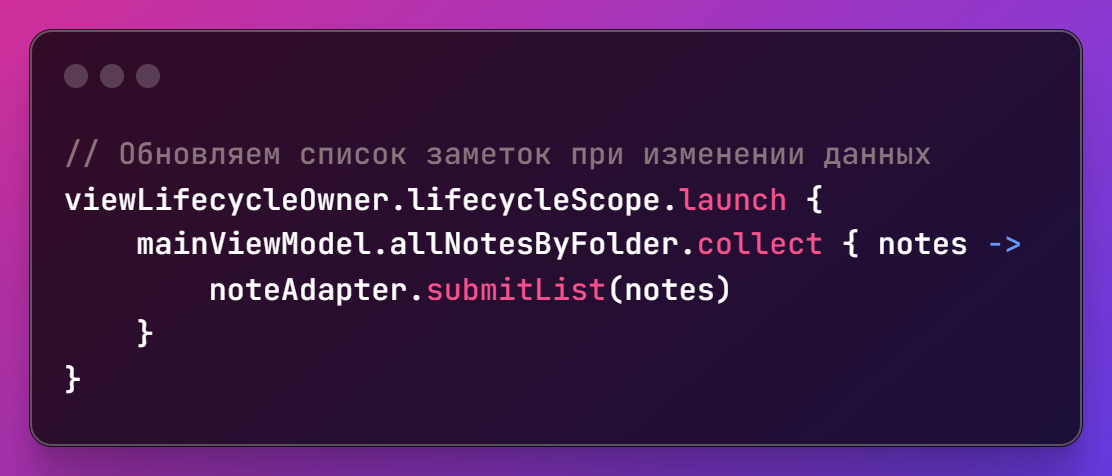 // Обновляем список заметок при изменении данных
viewLifecycleOwner.lifecycleScope.launch {
    mainViewModel.allNotesByFolder.collect { notes ->
        noteAdapter.submitList(notes)
    }
}